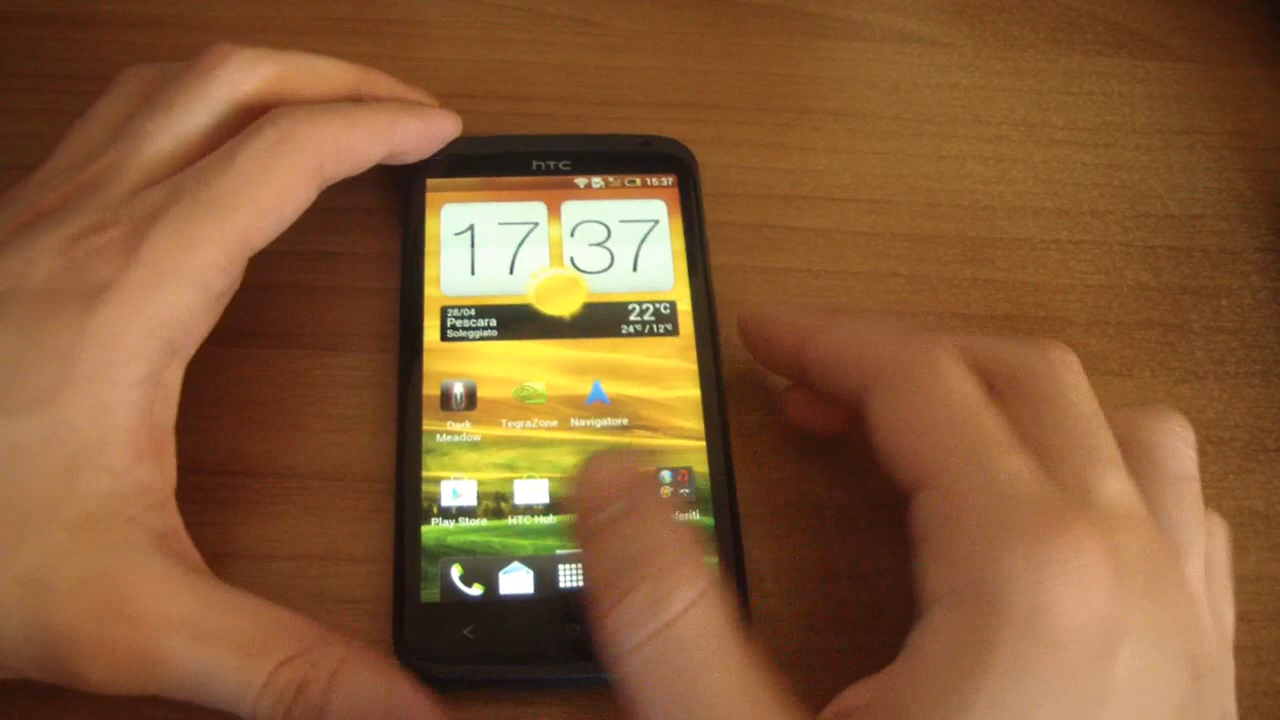 hTC
15:37
17 37
28/04
Pescara
Soleggiato
22°C
24°C / 12°C
Dark Meadow
TegraZone
Navigatore
Play Store
HTC Hub
feriti